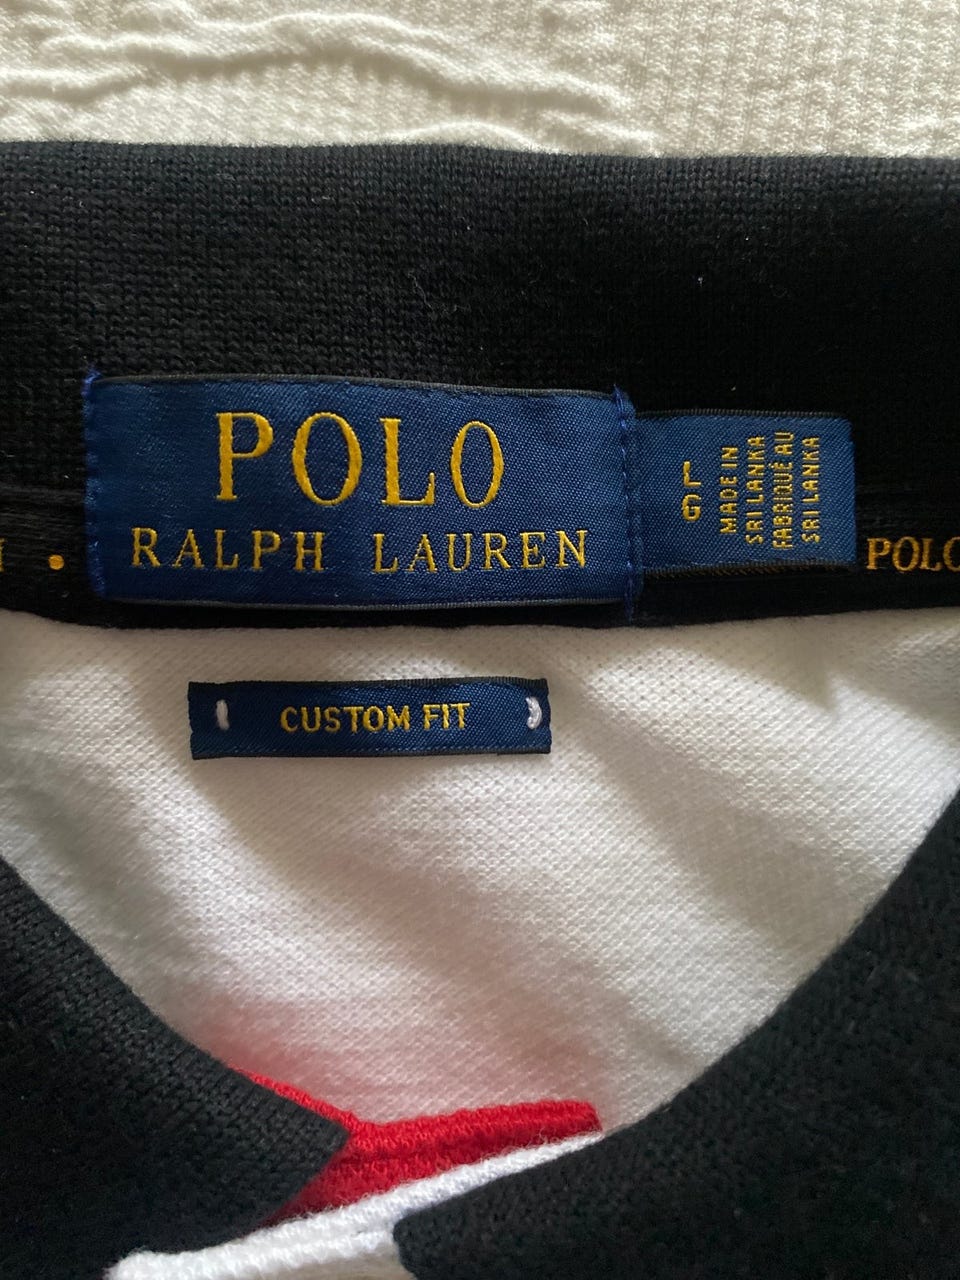 POLO
RALPH LAUREN
L
G
MADE IN
SRI LANKA
FABRIQUÉ AU
SRI LANKA
•
POLO
CUSTOM FIT